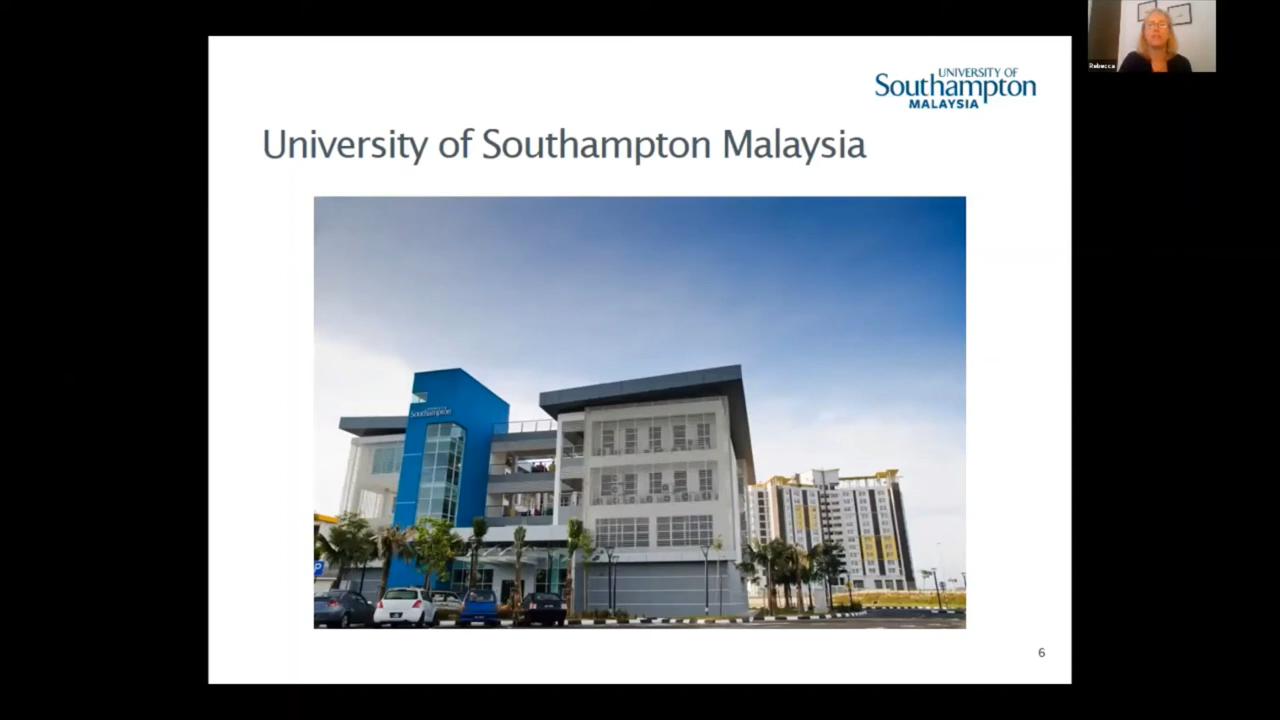 UNIVERSITY OF
Southampton
MALAYSIA
Rebecca
University of Southampton Malaysia
Southampton
P
6